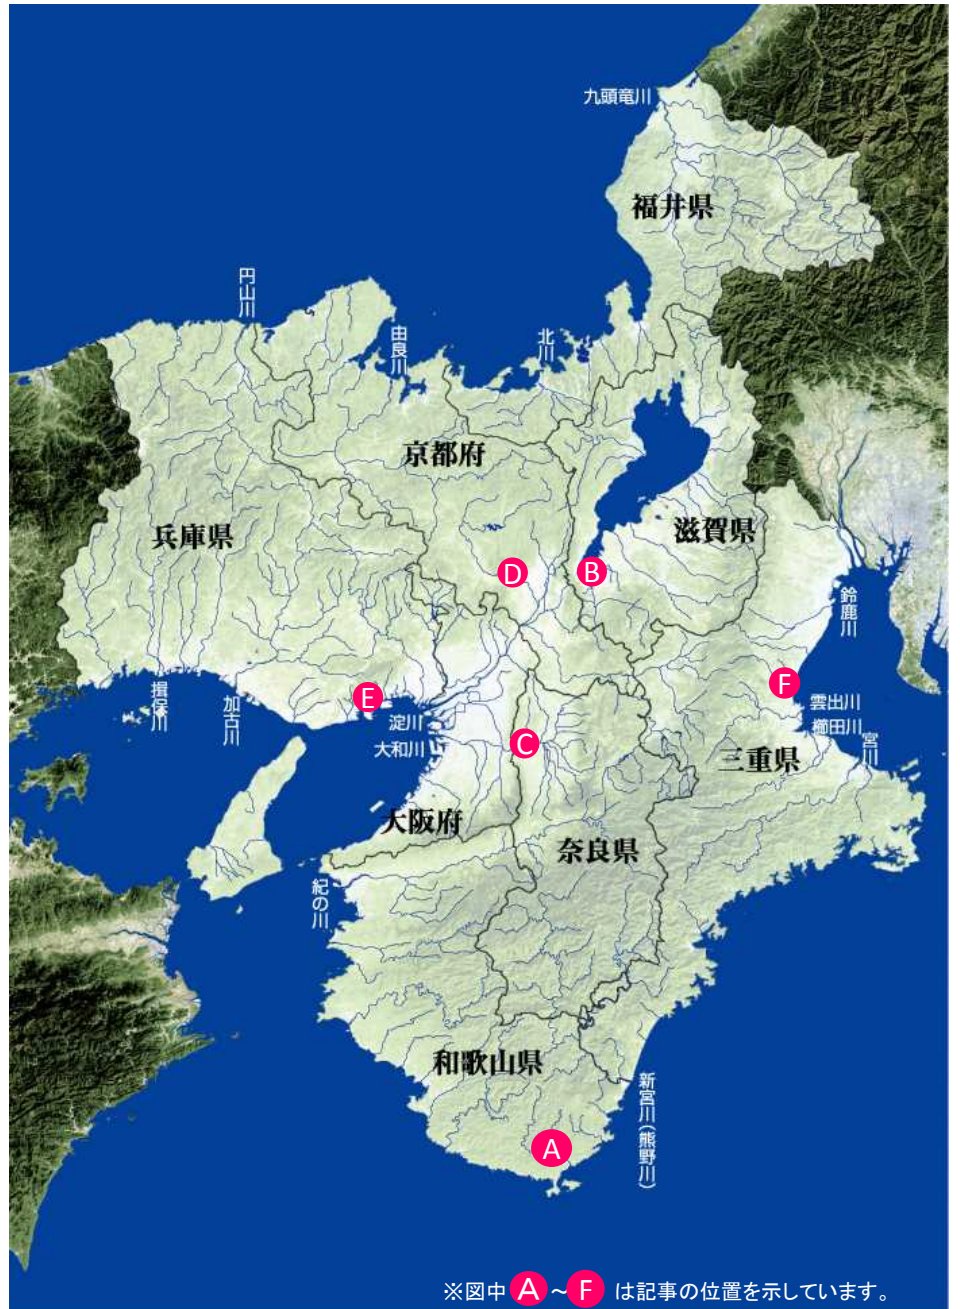 九頭竜川
福井県
円山川
由良川
北川
京都府
兵庫県
滋賀県
D
B
鈴鹿川
揖保川
加古川
E
F
淀川
大和川
C
雲出川
櫛田川
宮川
三重県
大阪府
奈良県
紀の川
和歌山県
新宮川(熊野川)
A
※図中 A ~ F は記事の位置を示しています。